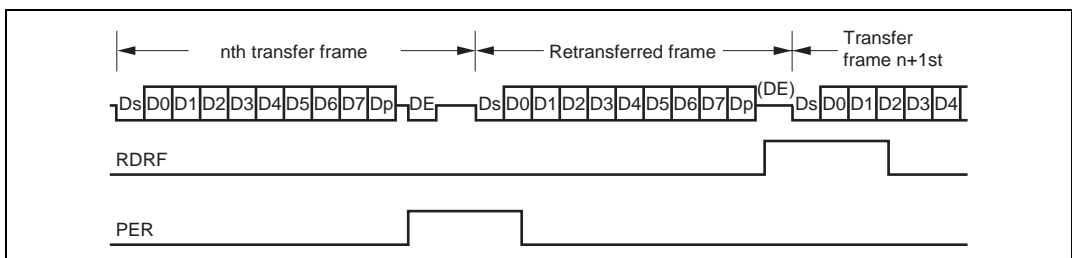 nth transfer frame
Retransferred frame
Transfer
frame n+1st
Ds D0 D1 D2 D3 D4 D5 D6 D7 Dp DE Ds D0 D1 D2 D3 D4 D5 D6 D7 Dp (DE) Ds D0 D1 D2 D3 D4
RDRF
PER